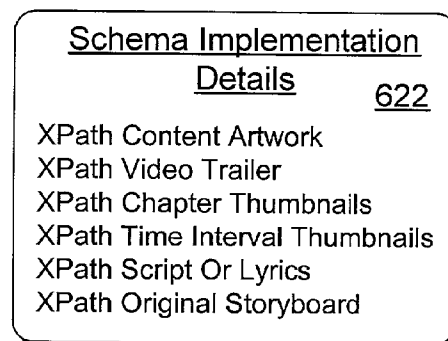 Schema Implementation
Details
622
XPath Content Artwork
XPath Video Trailer
XPath Chapter Thumbnails
XPath Time Interval Thumbnails
XPath Script Or Lyrics
XPath Original Storyboard